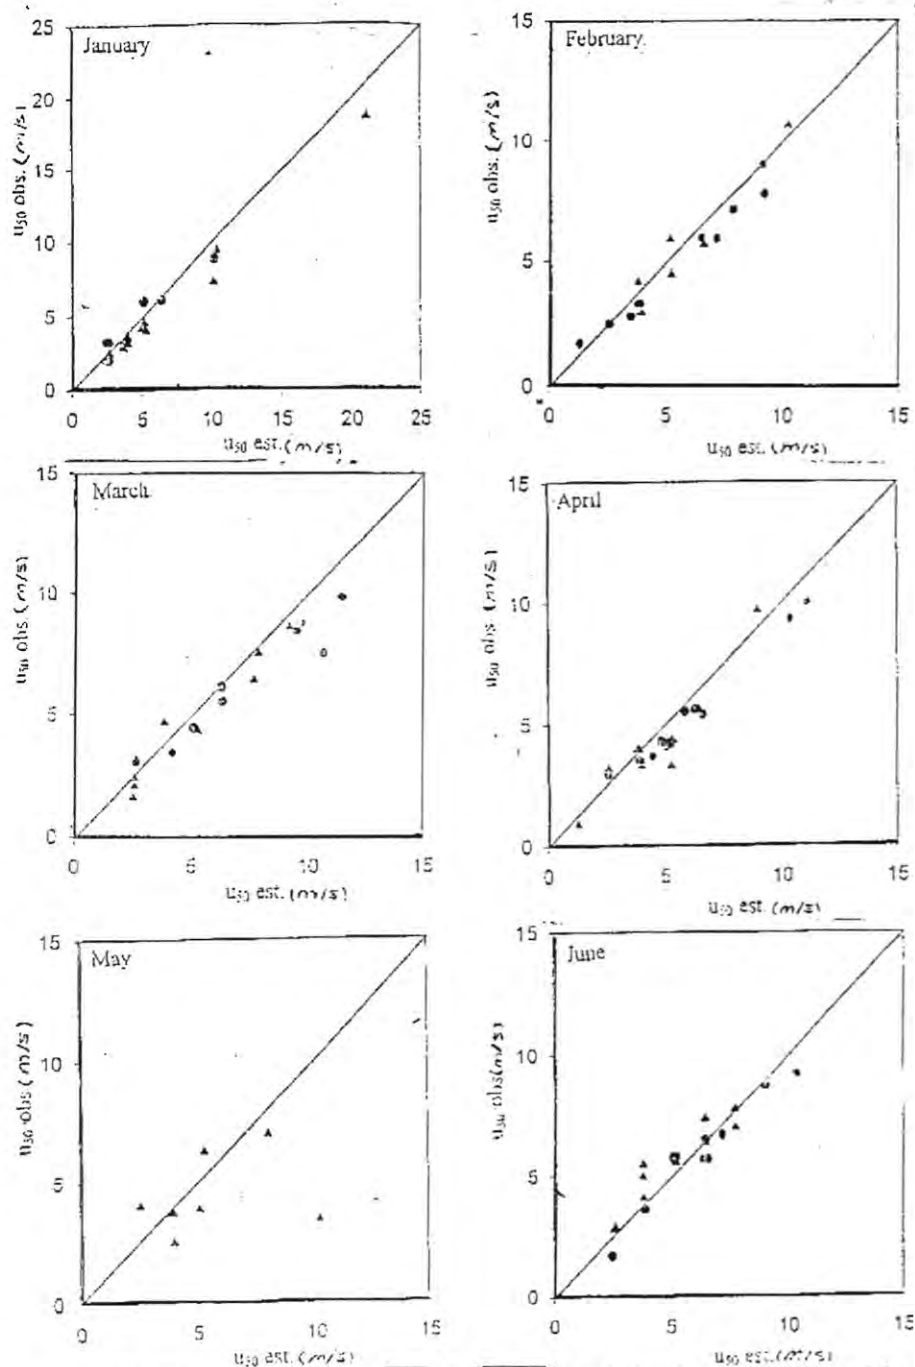 January
25
20
15
10
5
0
0 5 10 15 20 25
u50 obs. (m/s)
u50 est. (m/s)
February
15
10
5
0
0 5 10 15
u50 obs. (m/s)
u50 est. (m/s)
March
15
10
5
0
0 5 10 15
u50 obs. (m/s)
u50 est. (m/s)
April
15
10
5
0
0 5 10 15
u50 obs. (m/s)
u50 est. (m/s)
May
15
10
5
0
0 5 10 15
u50 obs. (m/s)
u50 est. (m/s)
June
15
10
5
0
0 5 10 15
u50 obs (m/s)
u50 est. (m/s)